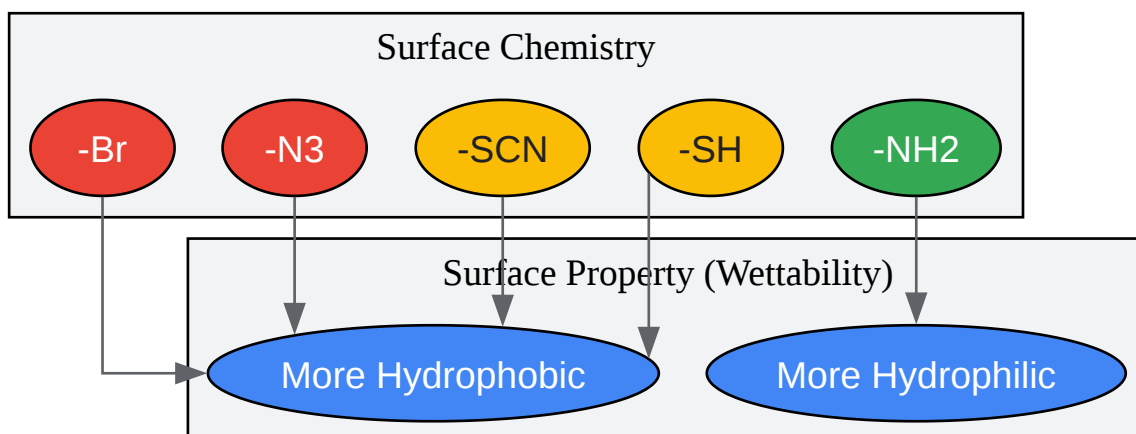 Surface Chemistry
-Br
-N3
-SCN
-SH
-NH2
Surface Property (Wettability)
More Hydrophobic
More Hydrophilic